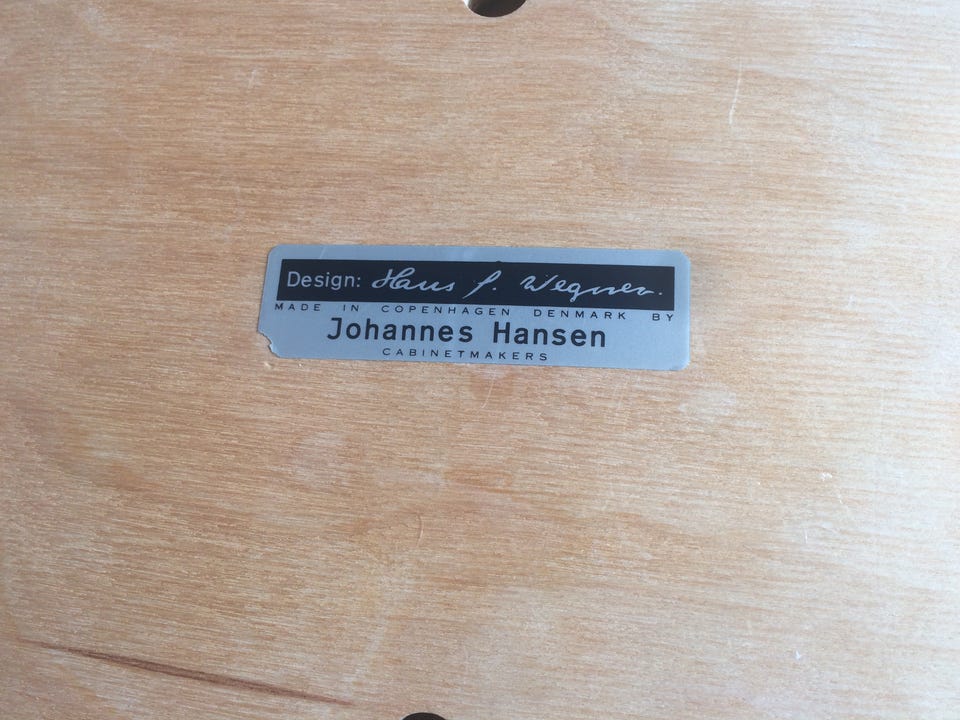 Design: Hans J. Wegner.
MADE IN COPENHAGEN DENMARK BY
Johannes Hansen
CABINETMAKERS